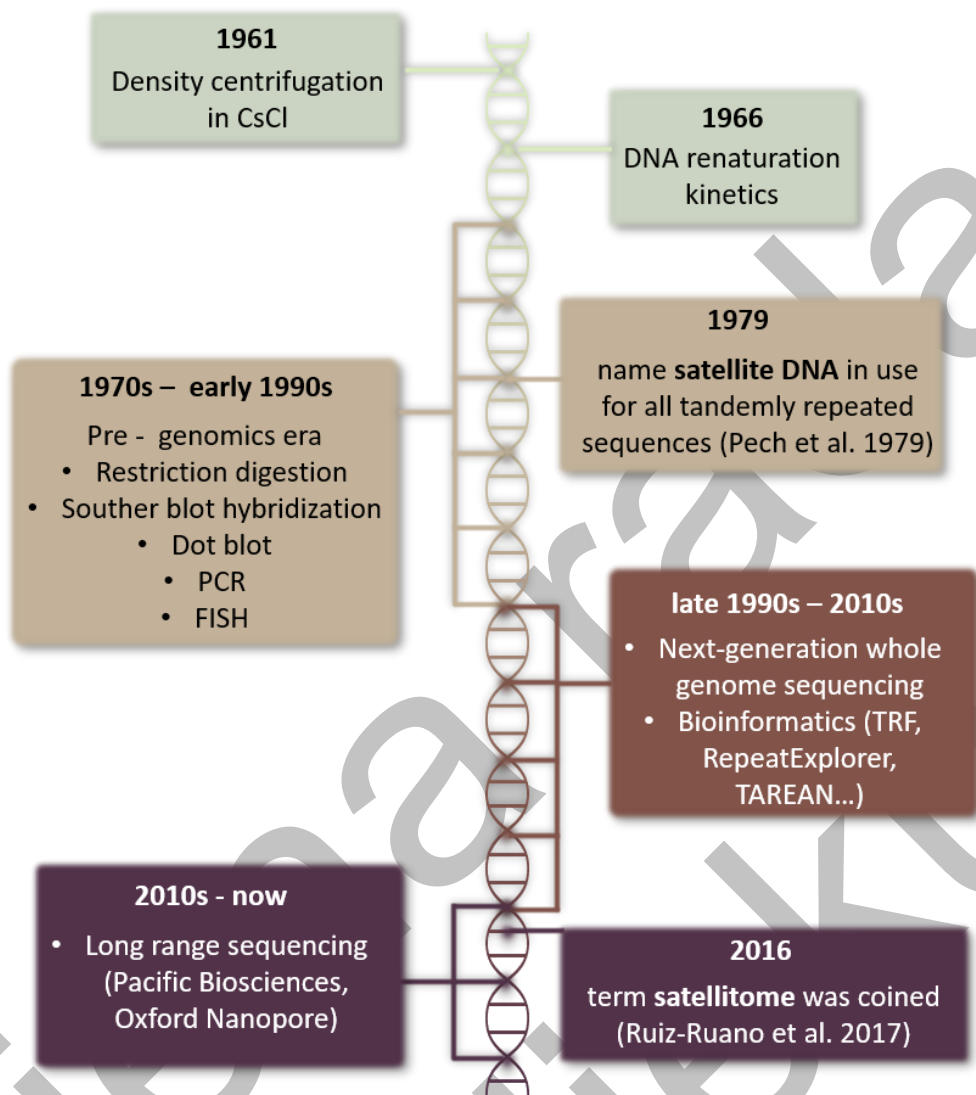 1961
Density centrifugation
in CsCl
1966
DNA renaturation
kinetics
1979
name satellite DNA in use
for all tandemly repeated
sequences (Pech et al. 1979)
1970s – early 1990s
Pre - genomics era
• Restriction digestion
• Souther blot hybridization
• Dot blot
• PCR
• FISH
late 1990s – 2010s
• Next-generation whole
genome sequencing
• Bioinformatics (TRF,
RepeatExplorer,
TAREAN...)
2010s - now
• Long range sequencing
(Pacific Biosciences,
Oxford Nanopore)
2016
term satellitome was coined
(Ruiz-Ruano et al. 2017)